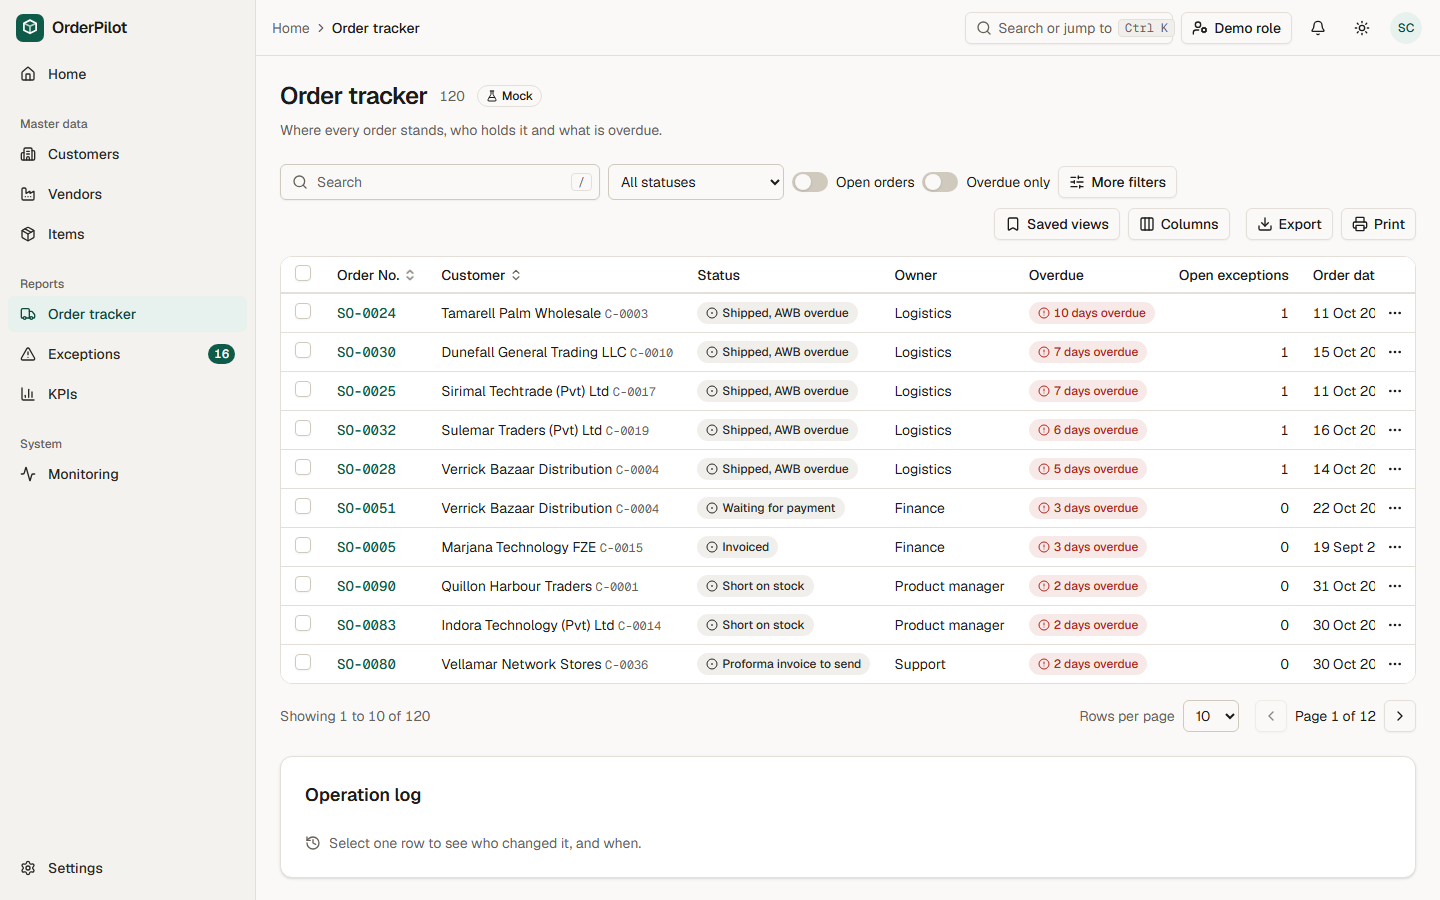 OrderPilot
Home
Master data
Customers
Vendors
Items
Reports
Order tracker
Exceptions 16
KPIs
System
Monitoring
Settings
Home > Order tracker
Search or jump to Ctrl K
Demo role
SC
Order tracker 120 Mock
Where every order stands, who holds it and what is overdue.
Search /
All statuses
Open orders
Overdue only
More filters
Saved views
Columns
Export
Print
Order No. Customer Status Owner Overdue Open exceptions Order dat
SO-0024 Tamarell Palm Wholesale C-0003 Shipped, AWB overdue Logistics 10 days overdue 1 11 Oct 20
SO-0030 Dunefall General Trading LLC C-0010 Shipped, AWB overdue Logistics 7 days overdue 1 15 Oct 20
SO-0025 Sirimal Techtrade (Pvt) Ltd C-0017 Shipped, AWB overdue Logistics 7 days overdue 1 11 Oct 20
SO-0032 Sulemar Traders (Pvt) Ltd C-0019 Shipped, AWB overdue Logistics 6 days overdue 1 16 Oct 20
SO-0028 Verrick Bazaar Distribution C-0004 Shipped, AWB overdue Logistics 5 days overdue 1 14 Oct 20
SO-0051 Verrick Bazaar Distribution C-0004 Waiting for payment Finance 3 days overdue 0 22 Oct 20
SO-0005 Marjana Technology FZE C-0015 Invoiced Finance 3 days overdue 0 19 Sept 2
SO-0090 Quillon Harbour Traders C-0001 Short on stock Product manager 2 days overdue 0 31 Oct 20
SO-0083 Indora Technology (Pvt) Ltd C-0014 Short on stock Product manager 2 days overdue 0 30 Oct 20
SO-0080 Vellamar Network Stores C-0036 Proforma invoice to send Support 2 days overdue 0 30 Oct 20
Showing 1 to 10 of 120
Rows per page 10
Page 1 of 12
Operation log
Select one row to see who changed it, and when.